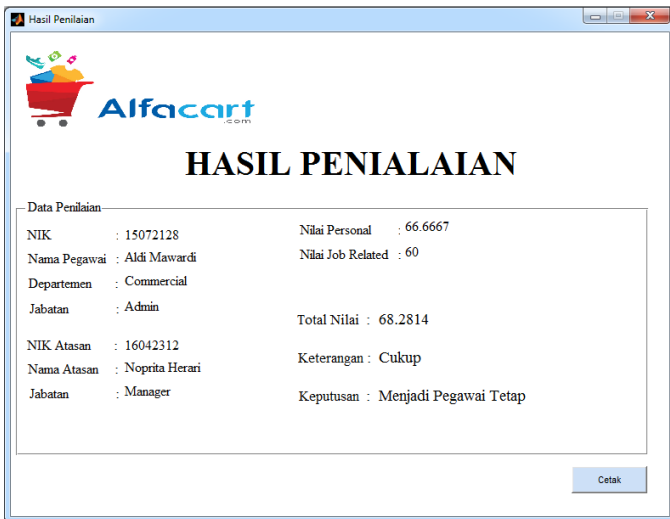 Hasil Penilaian
Alfacart
.com
HASIL PENIALAIAN
Data Penilaian
NIK : 15072128
Nama Pegawai : Aldi Mawardi
Departemen : Commercial
Jabatan : Admin
NIK Atasan : 16042312
Nama Atasan : Noprita Herari
Jabatan : Manager
Nilai Personal : 66.6667
Nilai Job Related : 60
Total Nilai : 68.2814
Keterangan : Cukup
Keputusan : Menjadi Pegawai Tetap
Cetak